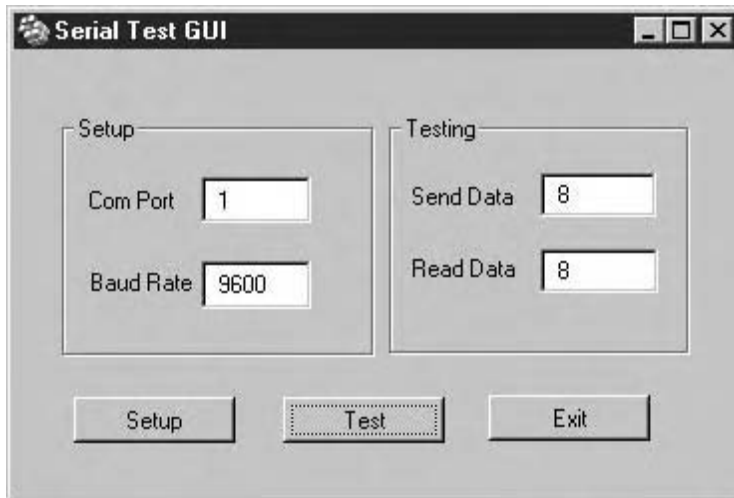 Serial Test GUI
Setup
Com Port 1
Baud Rate 9600
Testing
Send Data 8
Read Data 8
Setup Test Exit